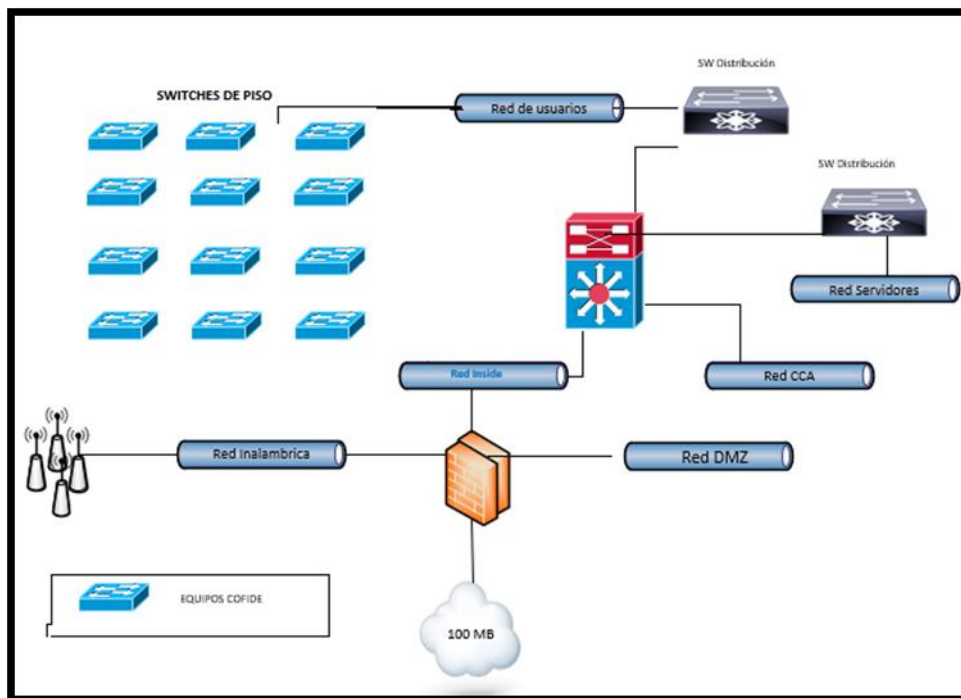 SW Distribución
SWITCHES DE PISO
Red de usuarios
SW Distribución
Red Servidores
Red Inside
Red CCA
Red Inalambrica
Red DMZ
EQUIPOS COFIDE
100 MB